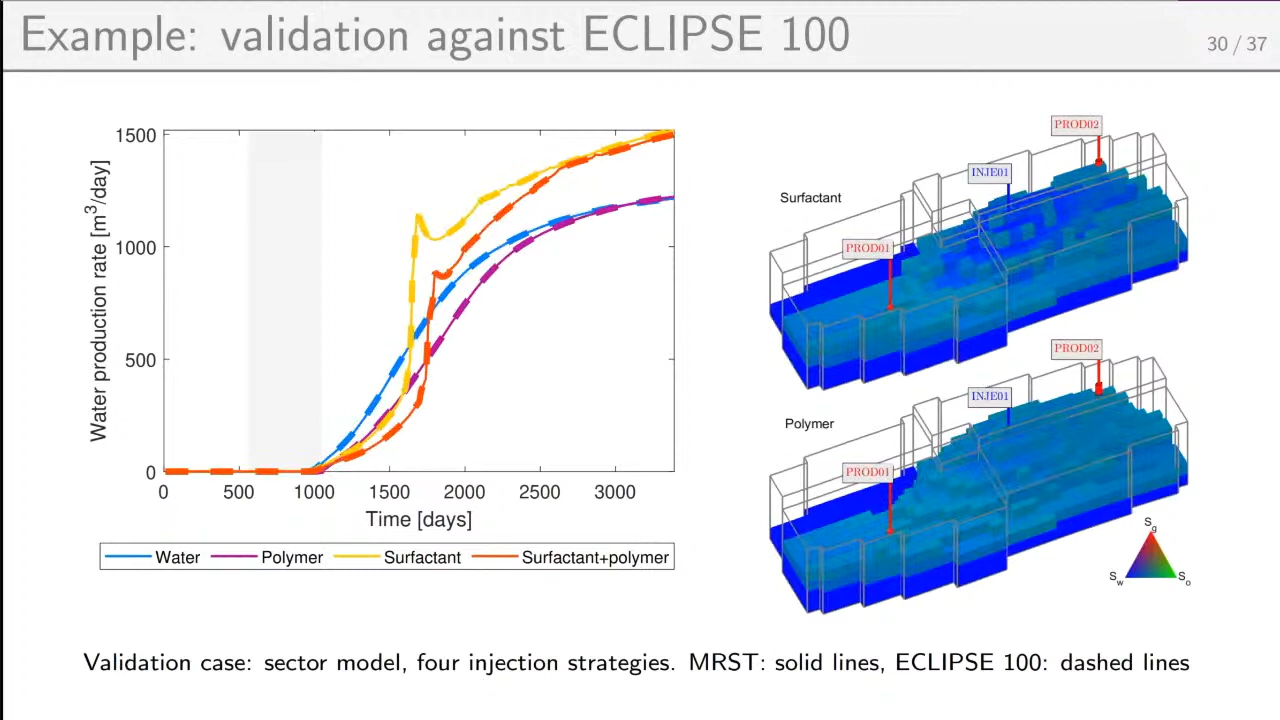 Example: validation against ECLIPSE 100
30 / 37
1500
1000
500
0
Water production rate [m³/day]
0 500 1000 1500 2000 2500 3000
Time [days]
Water Polymer Surfactant Surfactant+polymer
Surfactant
PROD02
INJE01
PROD01
Polymer
PROD02
INJE01
PROD01
Sg
Sw So
Validation case: sector model, four injection strategies. MRST: solid lines, ECLIPSE 100: dashed lines